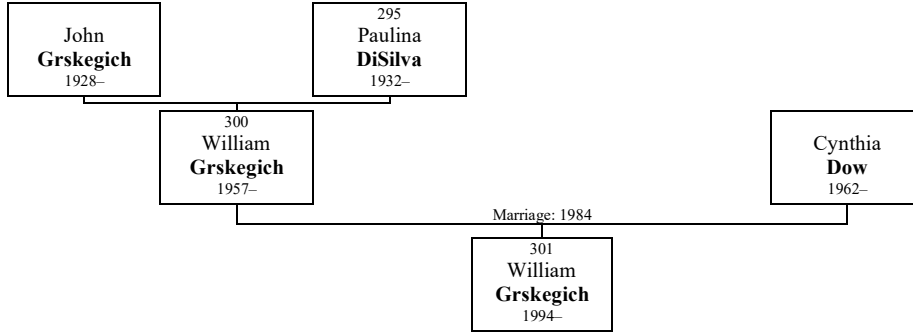 John
Grskegich
1928–
295
Paulina
DiSilva
1932–
300
William
Grskegich
1957–
Cynthia
Dow
1962–
Marriage: 1984
301
William
Grskegich
1994–